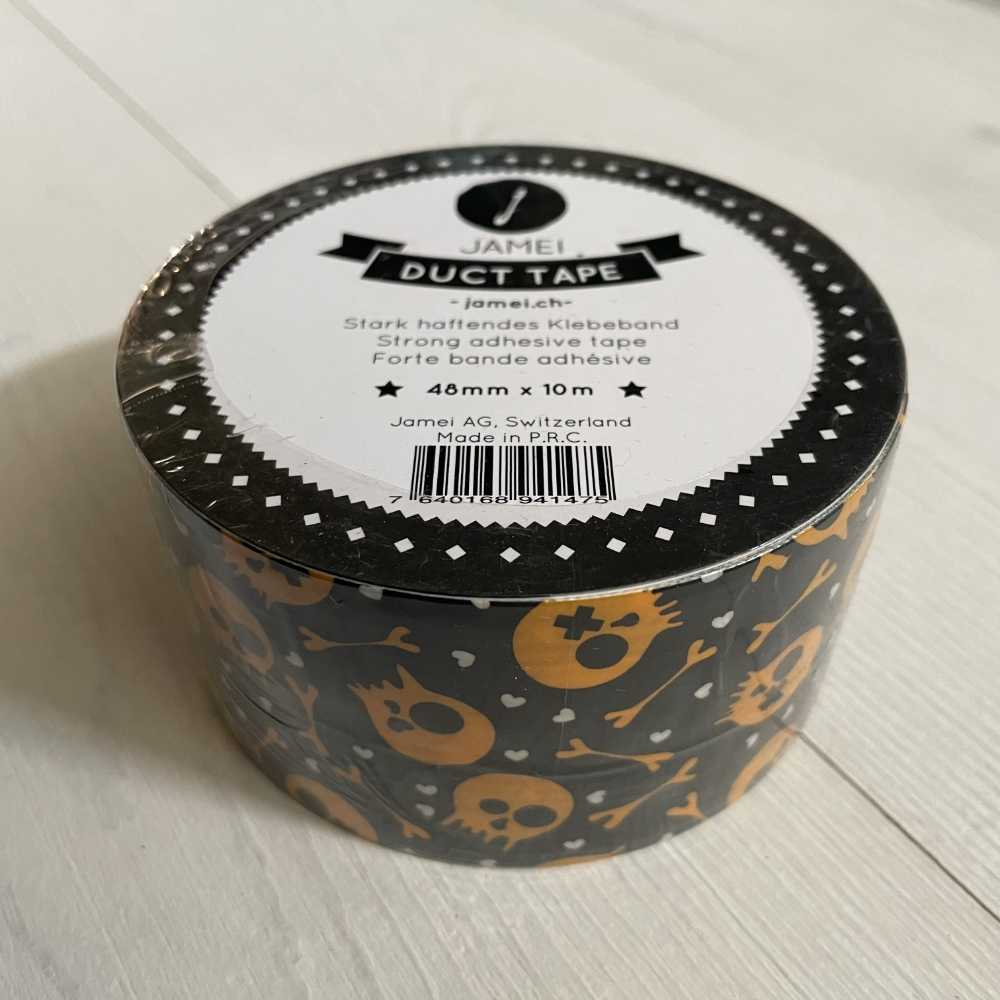 JAMEI
DUCT TAPE
- jamei.ch-
Stark haftendes Klebeband
Strong adhesive tape
Forte bande adhésive
48mm x 10m
Jamei AG, Switzerland
Made in P.R.C.
7 640168 941475